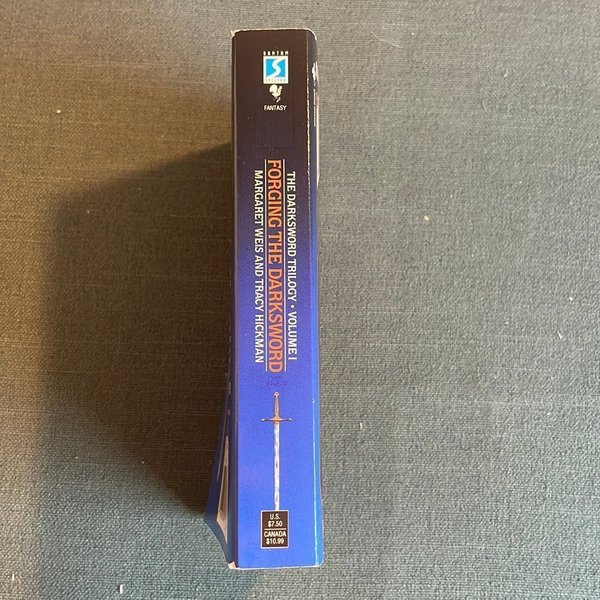 BANTAM
SPECTRA
FANTASY
THE DARKSWORD TRILOGY • VOLUME I
FORGING THE DARKSWORD
MARGARET WEIS AND TRACY HICKMAN
U.S.
$7.50
CANADA
$10.99